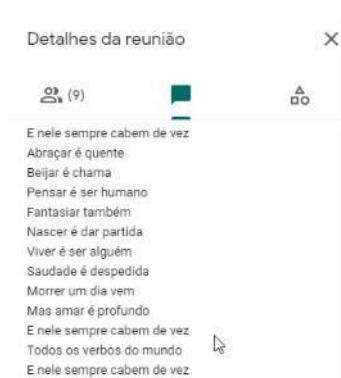 Detalhes da reunião
(9)
E nele sempre cabem de vez
Abraçar é quente
Beijar é chama
Pensar é ser humano
Fantasiar também
Nascer é dar partida
Viver é ser alguém
Saudade é despedida
Morrer um dia vem
Mas amar é profundo
E nele sempre cabem de vez
Todos os verbos do mundo
E nele sempre cabem de vez